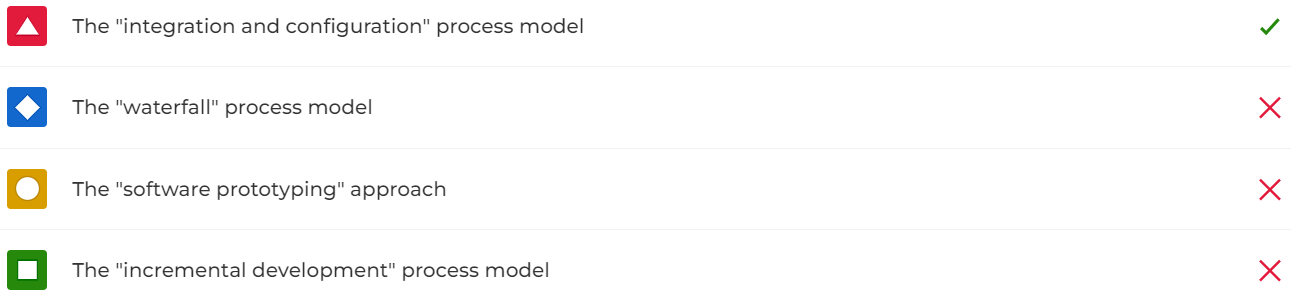 The "integration and configuration" process model
The "waterfall" process model
The "software prototyping" approach
The "incremental development" process model